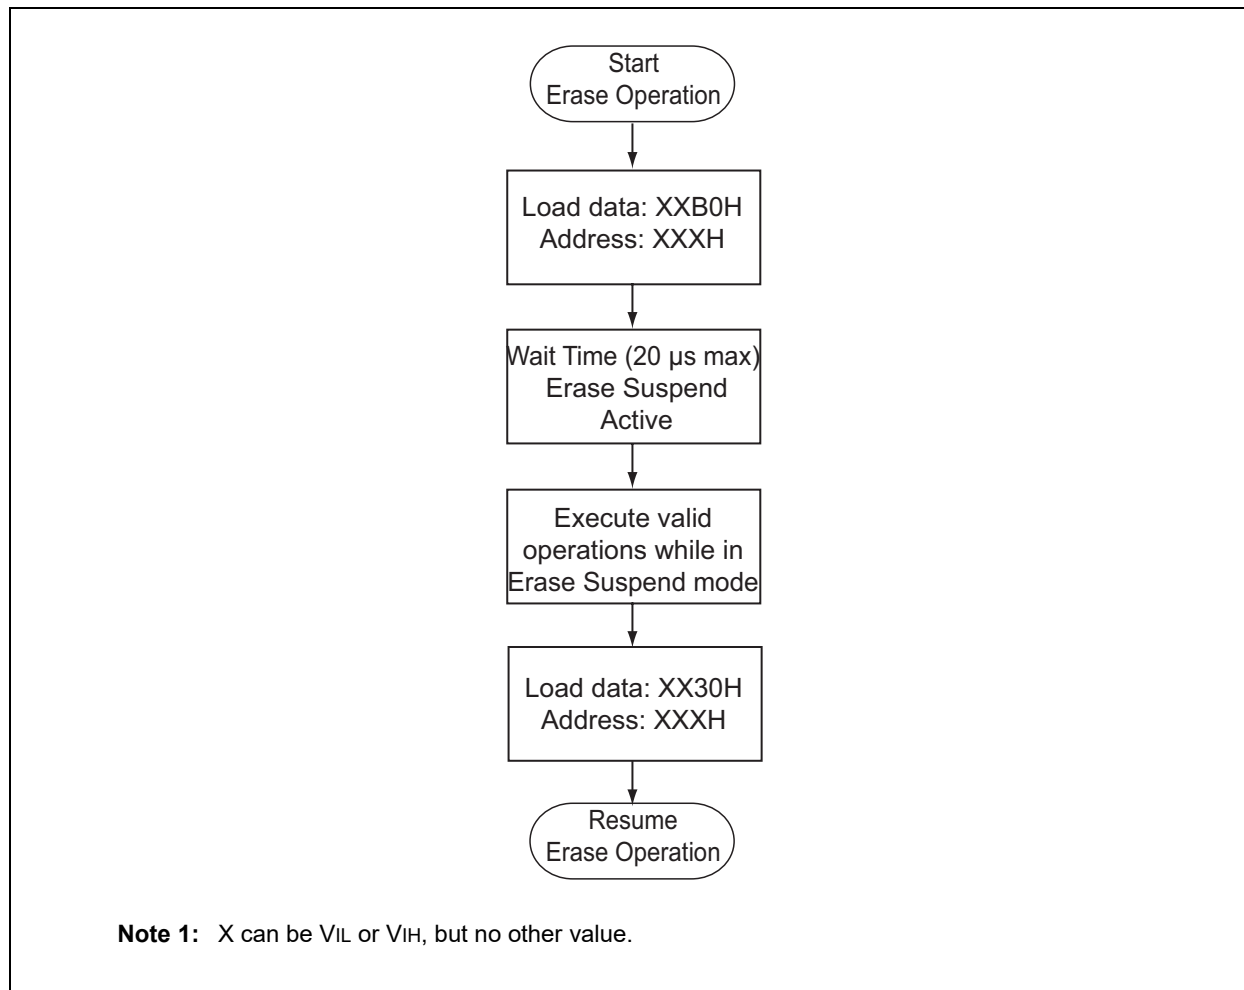 Start
Erase Operation
Load data: XXB0H
Address: XXXH
Wait Time (20 µs max)
Erase Suspend
Active
Execute valid
operations while in
Erase Suspend mode
Load data: XX30H
Address: XXXH
Resume
Erase Operation
Note 1: X can be VIL or VIH, but no other value.